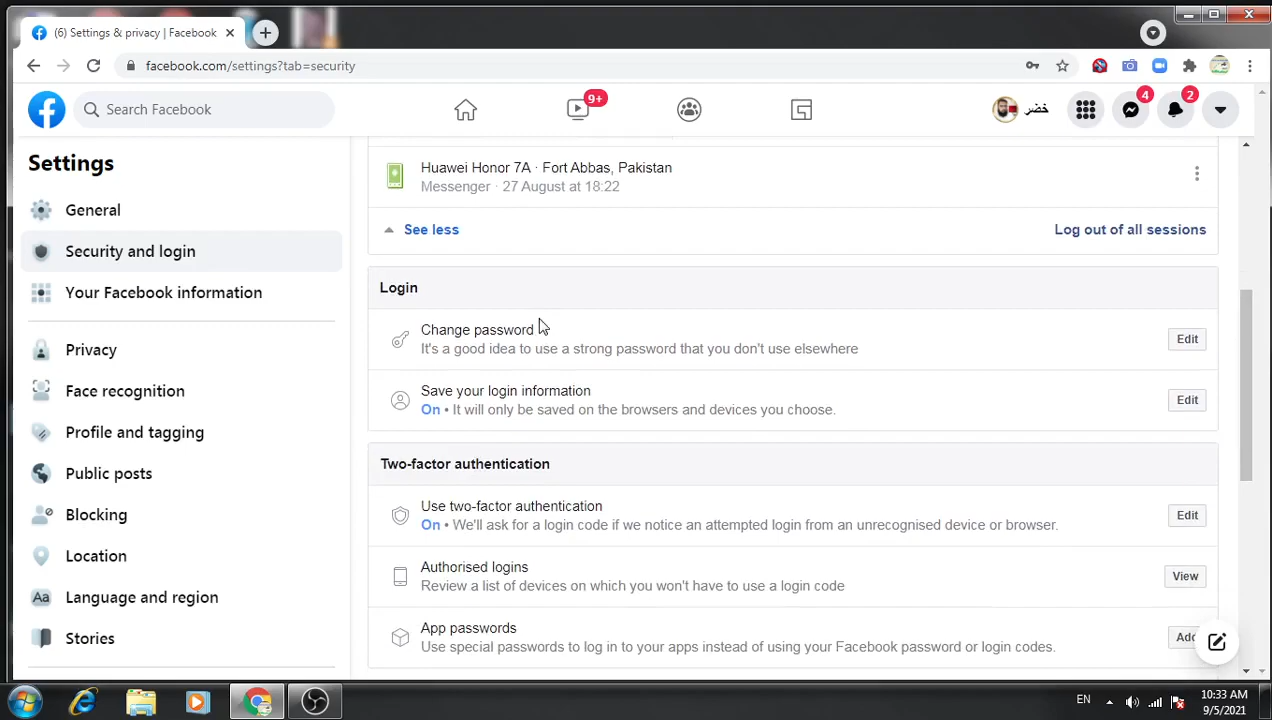 (6) Settings & privacy | Facebook
facebook.com/settings?tab=security
Search Facebook
9+
خضر
4
2
Settings
General
Security and login
Your Facebook information
Privacy
Face recognition
Profile and tagging
Public posts
Blocking
Location
Aa Language and region
Stories
Huawei Honor 7A · Fort Abbas, Pakistan
Messenger · 27 August at 18:22
See less
Log out of all sessions
Login
Change password
It's a good idea to use a strong password that you don't use elsewhere
Edit
Save your login information
On • It will only be saved on the browsers and devices you choose.
Edit
Two-factor authentication
Use two-factor authentication
On • We'll ask for a login code if we notice an attempted login from an unrecognised device or browser.
Edit
Authorised logins
Review a list of devices on which you won't have to use a login code
View
App passwords
Use special passwords to log in to your apps instead of using your Facebook password or login codes.
EN
10:33 AM
9/5/2021